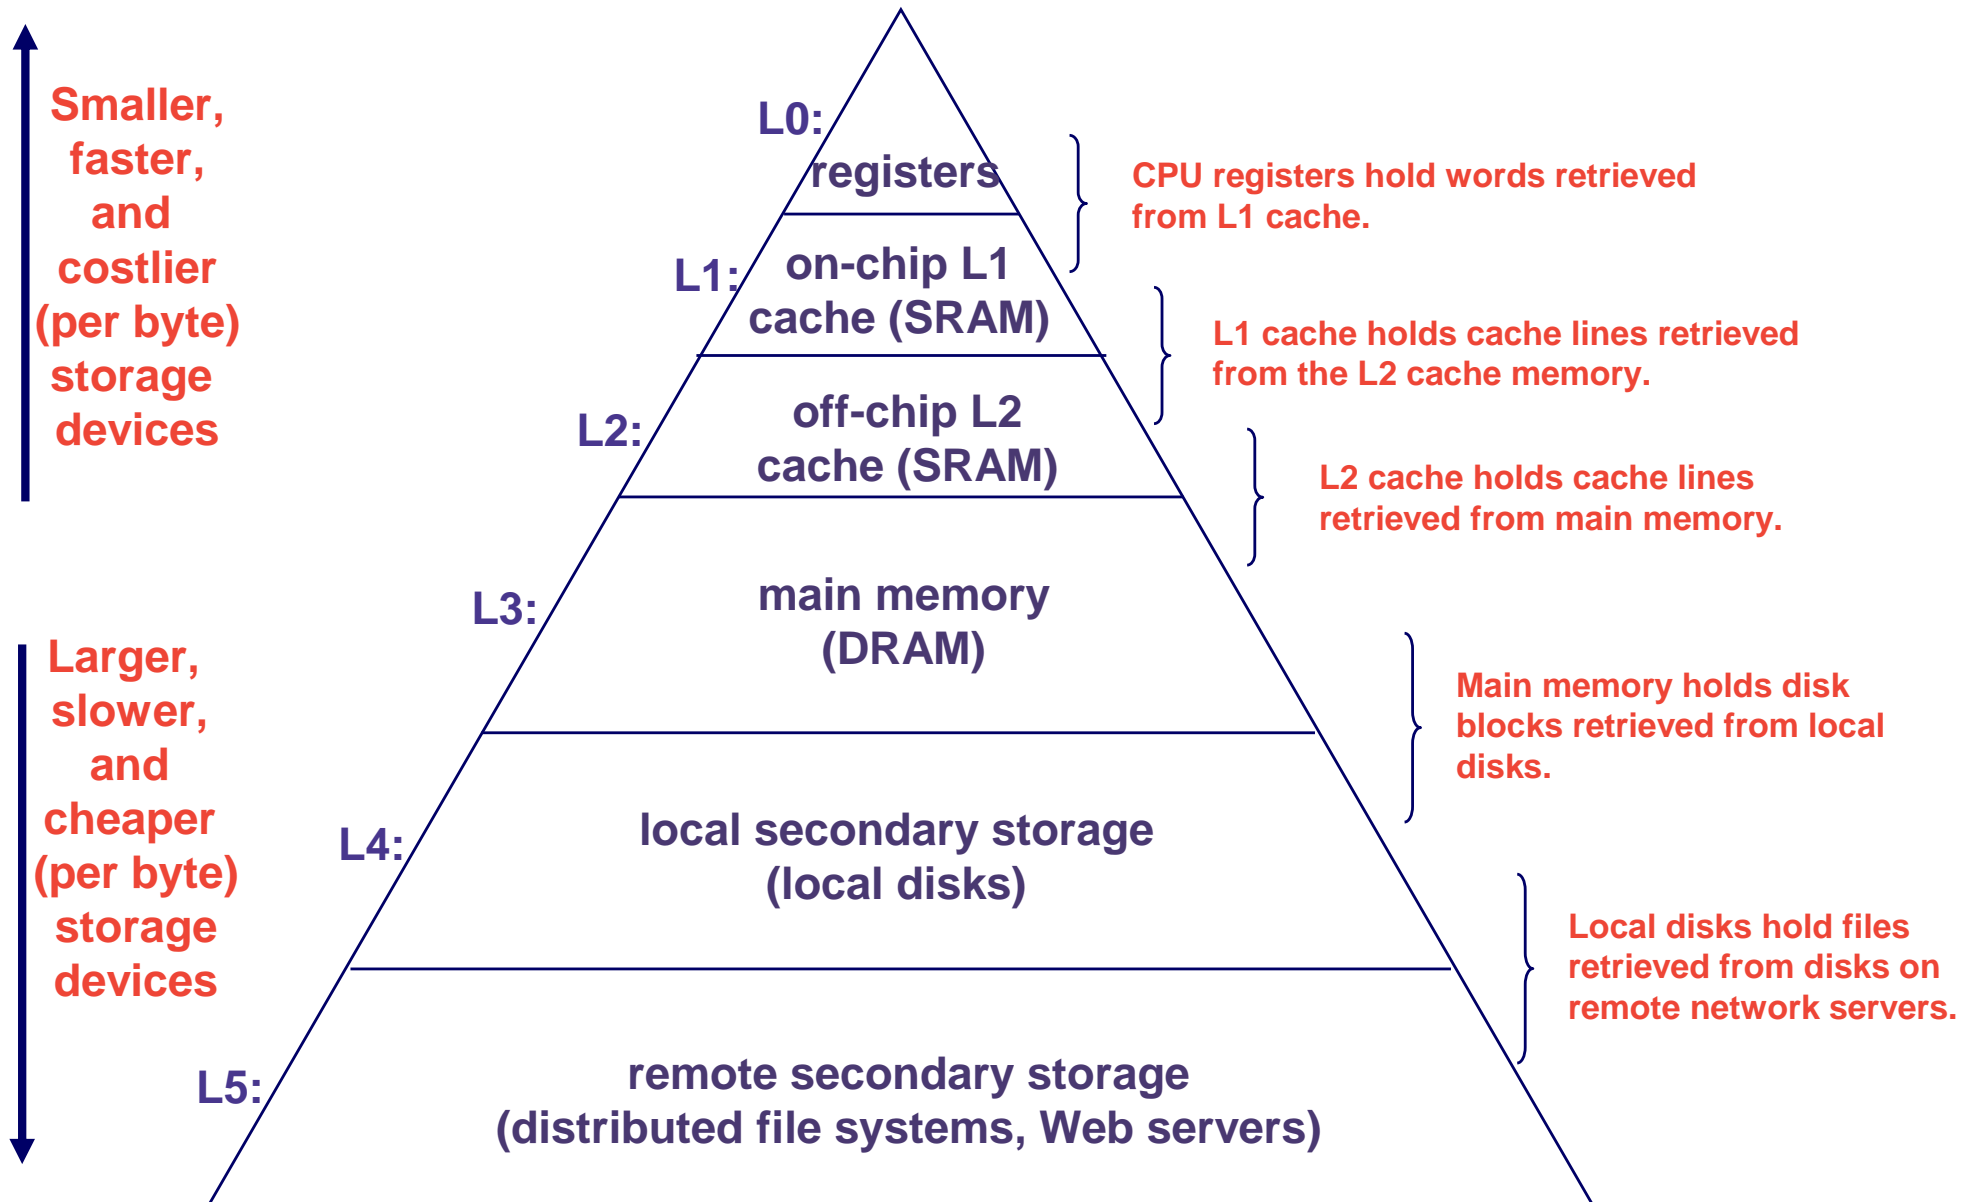 Smaller,
faster,
and
costlier
(per byte)
storage
devices
Larger,
slower,
and
cheaper
(per byte)
storage
devices
L0:
registers
L1:
on-chip L1
cache (SRAM)
L2:
off-chip L2
cache (SRAM)
L3:
main memory
(DRAM)
L4:
local secondary storage
(local disks)
L5:
remote secondary storage
(distributed file systems, Web servers)
CPU registers hold words retrieved
from L1 cache.
L1 cache holds cache lines retrieved
from the L2 cache memory.
L2 cache holds cache lines
retrieved from main memory.
Main memory holds disk
blocks retrieved from local
disks.
Local disks hold files
retrieved from disks on
remote network servers.